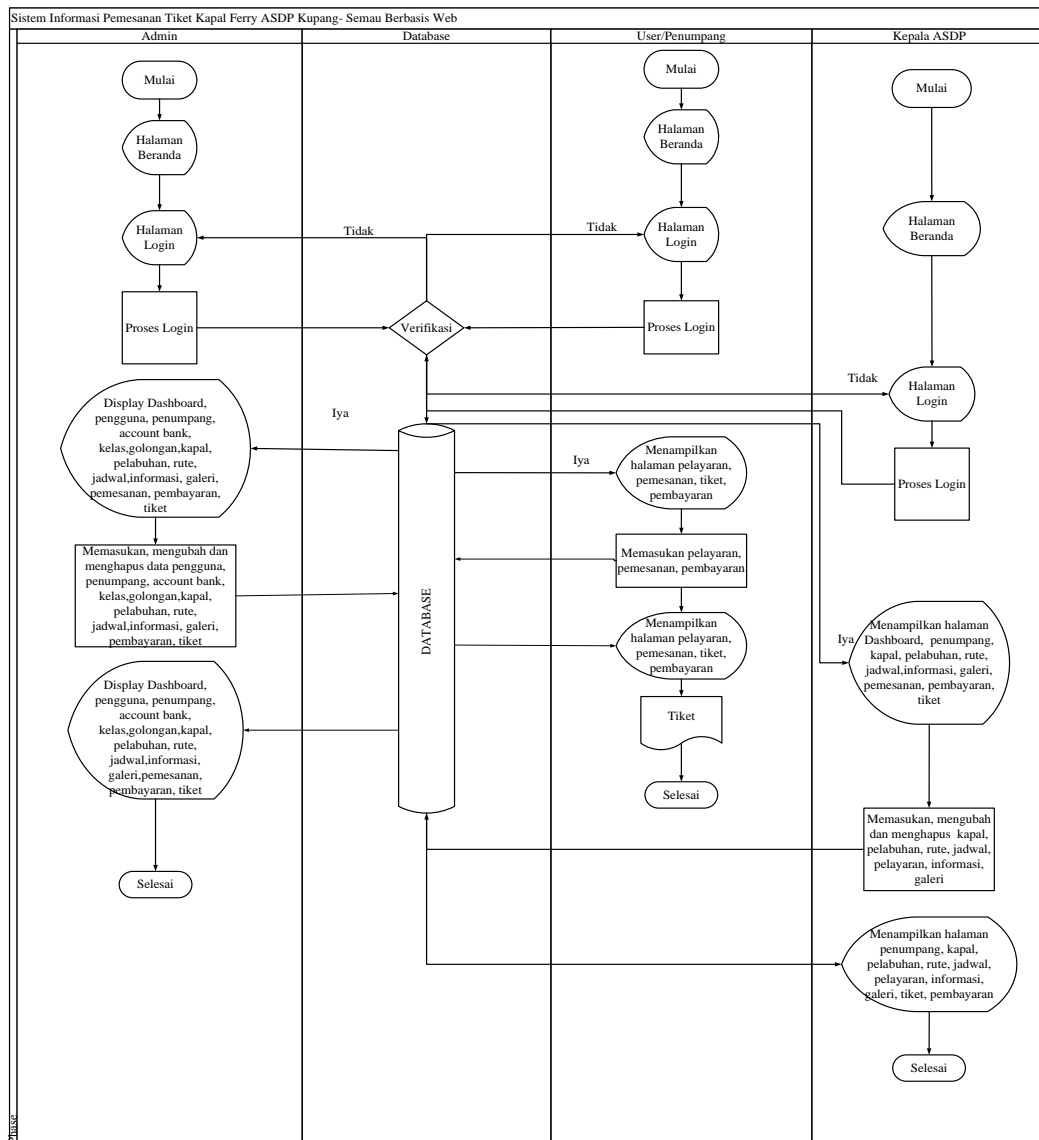 Sistem Informasi Pemesanan Tiket Kapal Ferry ASDP Kupang- Semau Berbasis Web
Admin
Database
User/Penumpang
Kepala ASDP
Mulai
Halaman
Beranda
Halaman
Login
Proses Login
Display Dashboard,
pengguna, penumpang,
account bank,
kelas,golongan,kapal,
pelabuhan, rute,
jadwal,informasi, galeri,
pemesanan, pembayaran,
tiket
Memasukan, mengubah dan
menghapus data pengguna,
penumpang, account bank,
kelas,golongan,kapal,
pelabuhan, rute,
jadwal,informasi, galeri,
pembayaran, tiket
Display Dashboard,
pengguna, penumpang,
account bank,
kelas,golongan,kapal,
pelabuhan, rute,
jadwal,informasi,
galeri,pemesanan,
pembayaran, tiket
Selesai
Tidak
Verifikasi
Iya
DATABASE
Mulai
Halaman
Beranda
Tidak
Halaman
Login
Proses Login
Iya
Menampilkan
halaman pelayaran,
pemesanan, tiket,
pembayaran
Memasukan pelayaran,
pemesanan, pembayaran
Menampilkan
halaman pelayaran,
pemesanan, tiket,
pembayaran
Tiket
Selesai
Mulai
Halaman
Beranda
Tidak
Halaman
Login
Proses Login
Iya
Menampilkan halaman
Dashboard, penumpang,
kapal, pelabuhan, rute,
jadwal,informasi, galeri,
pemesanan, pembayaran,
tiket
Memasukan, mengubah
dan menghapus kapal,
pelabuhan, rute, jadwal,
pelayaran, informasi,
galeri
Menampilkan halaman
penumpang, kapal,
pelabuhan, rute, jadwal,
pelayaran, informasi,
galeri, tiket, pembayaran
Selesai
Phase